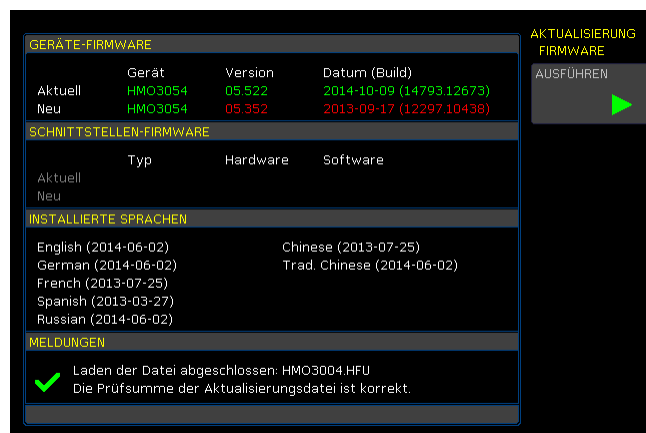 AKTUALISIERUNG
FIRMWARE
AUSFÜHREN
GERÄTE-FIRMWARE
Gerät Version Datum (Build)
Aktuell HMO3054 05.522 2014-10-09 (14793.12673)
Neu HMO3054 05.352 2013-09-17 (12297.10438)
SCHNITTSTELLEN-FIRMWARE
Typ Hardware Software
Aktuell
Neu
INSTALLIERTE SPRACHEN
English (2014-06-02) Chinese (2013-07-25)
German (2014-06-02) Trad. Chinese (2014-06-02)
French (2013-07-25)
Spanish (2013-03-27)
Russian (2014-06-02)
MELDUNGEN
Laden der Datei abgeschlossen: HMO3004.HFU
Die Prüfsumme der Aktualisierungsdatei ist korrekt.